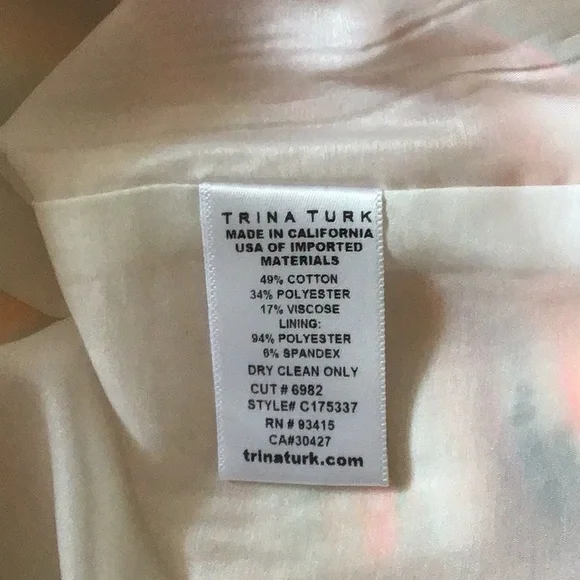 TRINA TURK
MADE IN CALIFORNIA
USA OF IMPORTED
MATERIALS
49% COTTON
34% POLYESTER
17% VISCOSE
LINING:
94% POLYESTER
6% SPANDEX
DRY CLEAN ONLY
CUT # 6982
STYLE# C175337
RN # 93415
CA#30427
trinaturk.com